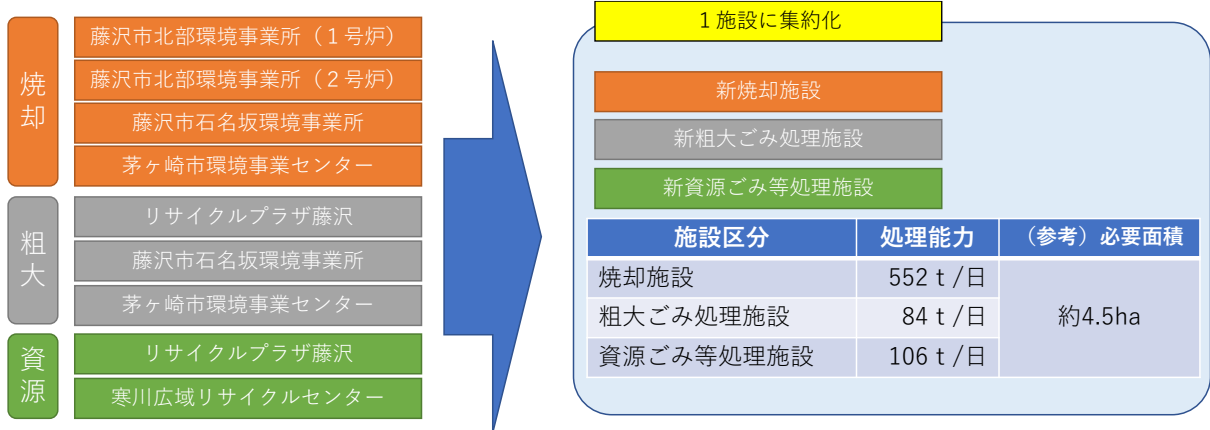 焼却
藤沢市北部環境事業所（１号炉）
藤沢市北部環境事業所（２号炉）
藤沢市石名坂環境事業所
茅ヶ崎市環境事業センター
粗大
リサイクルプラザ藤沢
藤沢市石名坂環境事業所
茅ヶ崎市環境事業センター
資源
リサイクルプラザ藤沢
寒川広域リサイクルセンター
１施設に集約化
新焼却施設
新粗大ごみ処理施設
新資源ごみ等処理施設
施設区分 処理能力 （参考）必要面積
焼却施設 552ｔ/日
粗大ごみ処理施設 84ｔ/日 約4.5ha
資源ごみ等処理施設 106ｔ/日